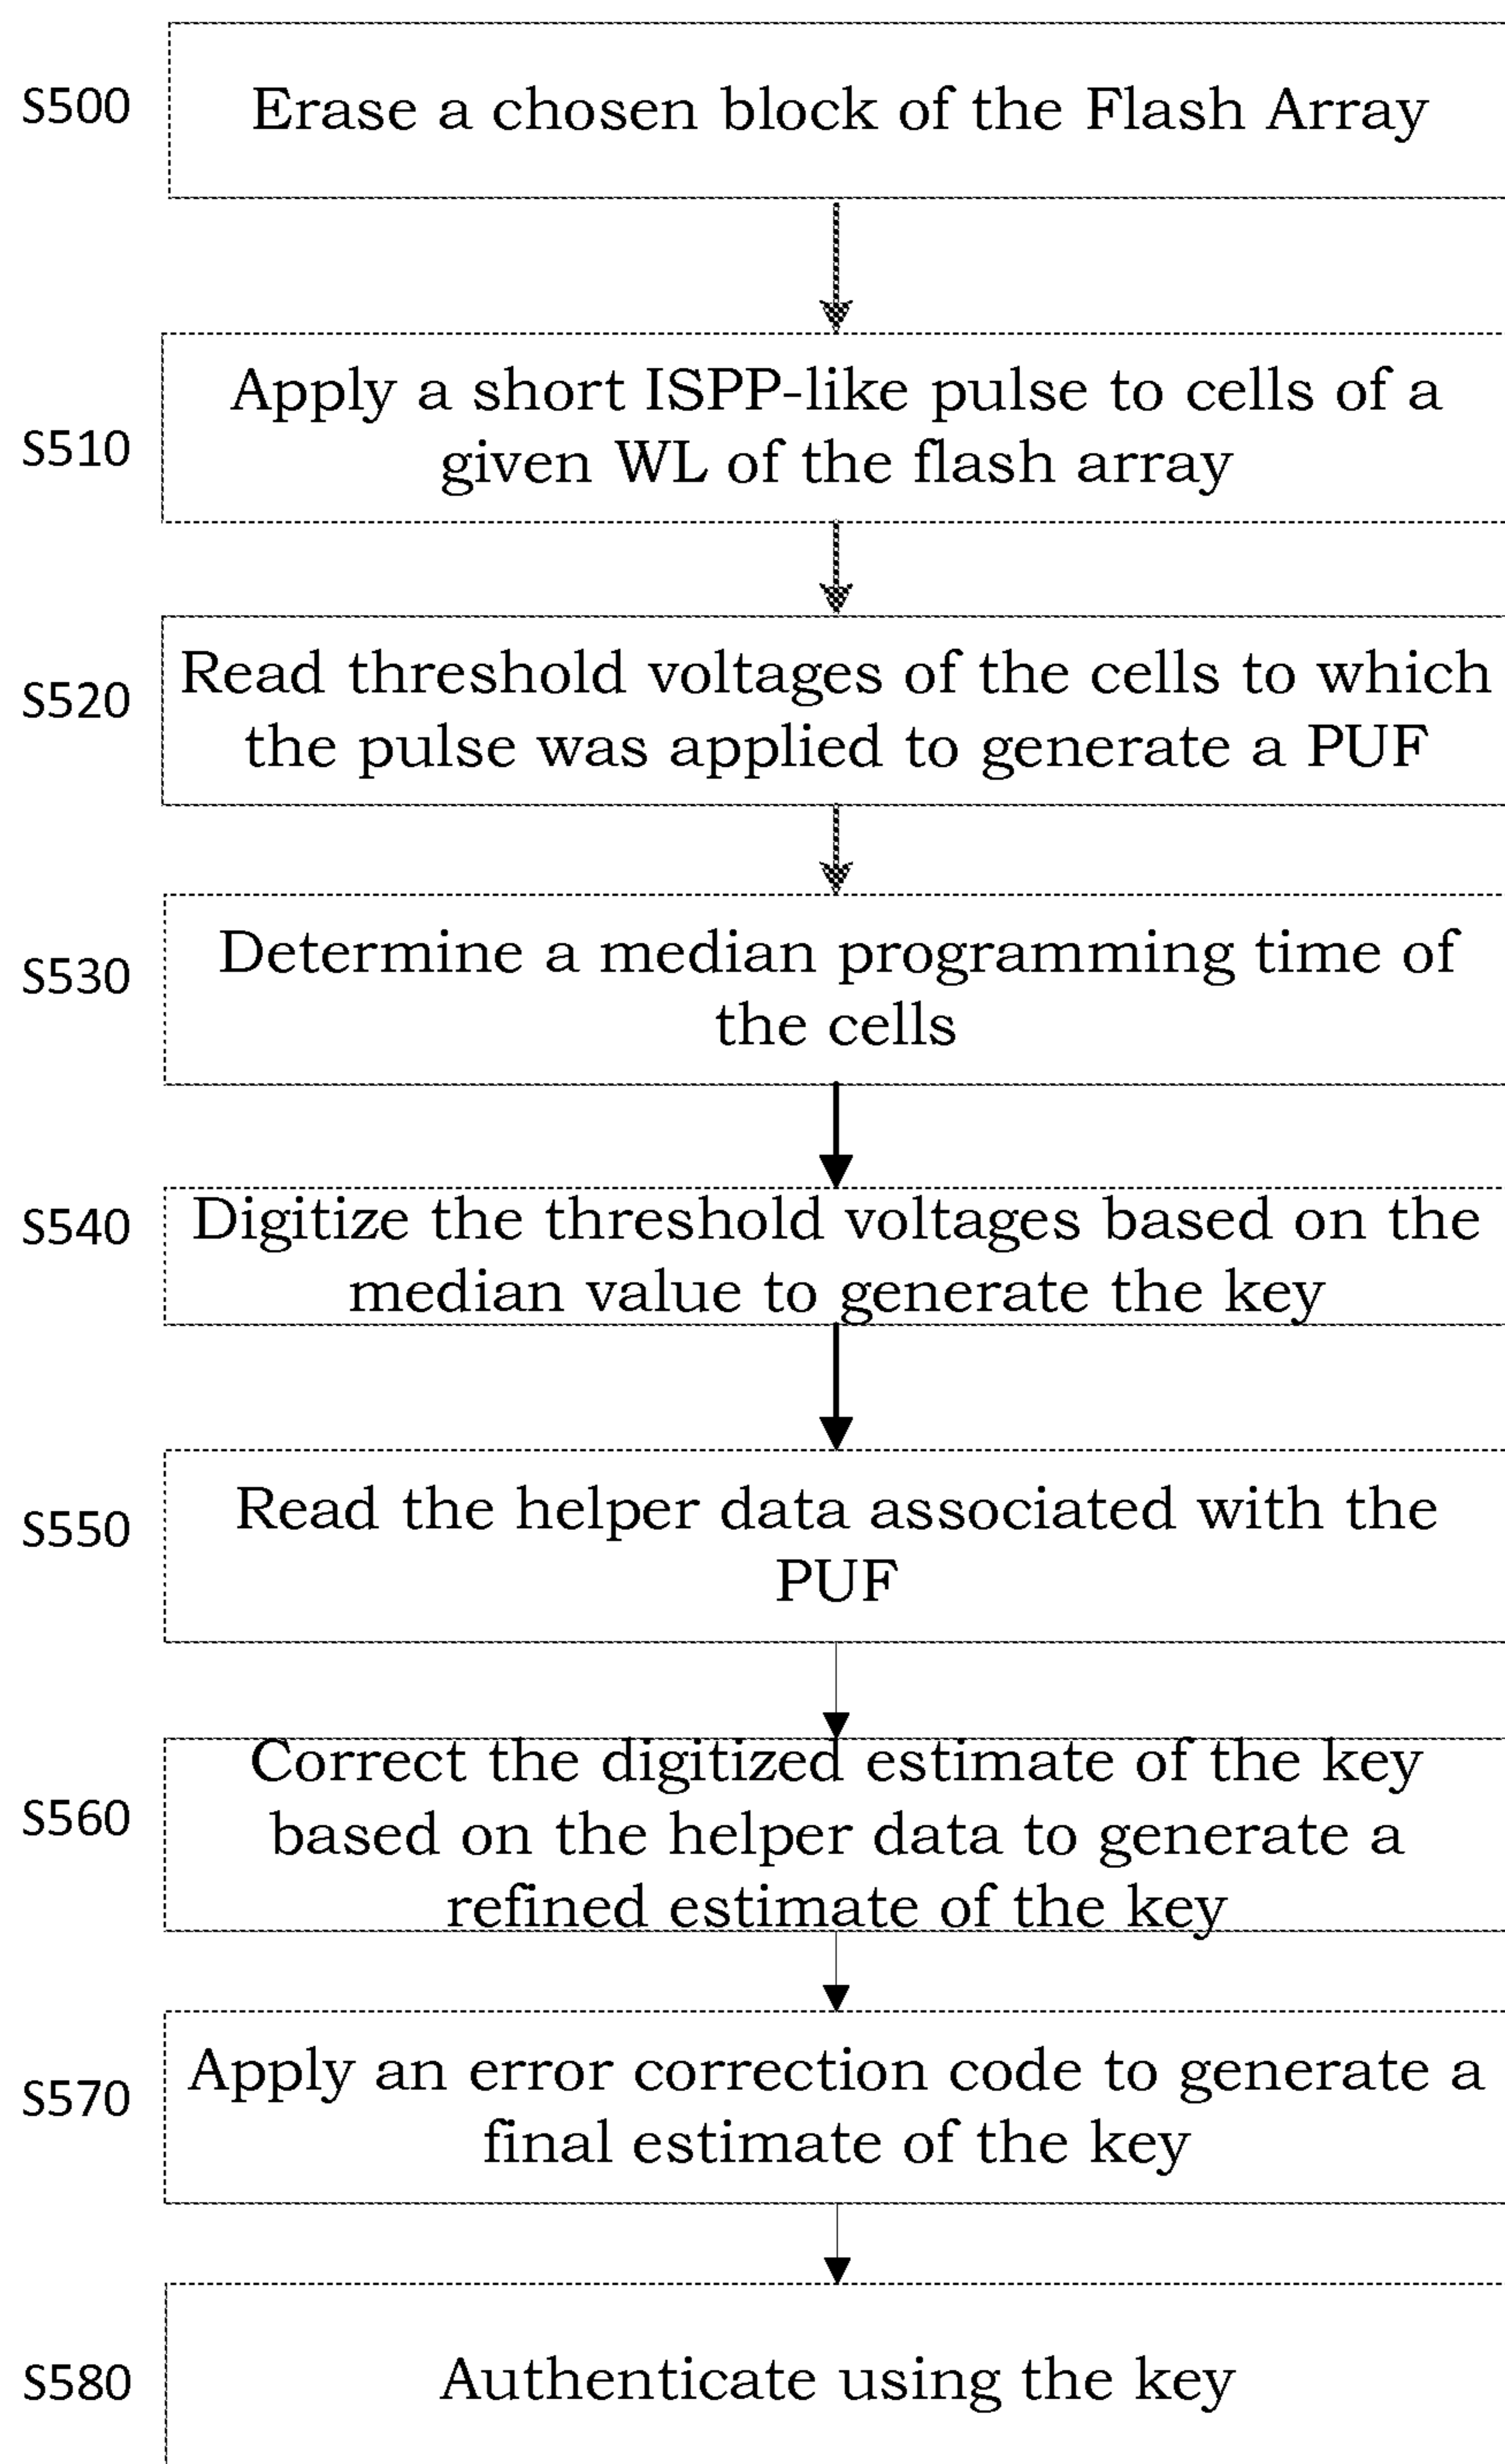 S500
Erase a chosen block of the Flash Array
S510
Apply a short ISPP-like pulse to cells of a
given WL of the flash array
S520
Read threshold voltages of the cells to which
the pulse was applied to generate a PUF
S530
Determine a median programming time of
the cells
S540
Digitize the threshold voltages based on the
median value to generate the key
S550
Read the helper data associated with the
PUF
S560
Correct the digitized estimate of the key
based on the helper data to generate a
refined estimate of the key
S570
Apply an error correction code to generate a
final estimate of the key
S580
Authenticate using the key